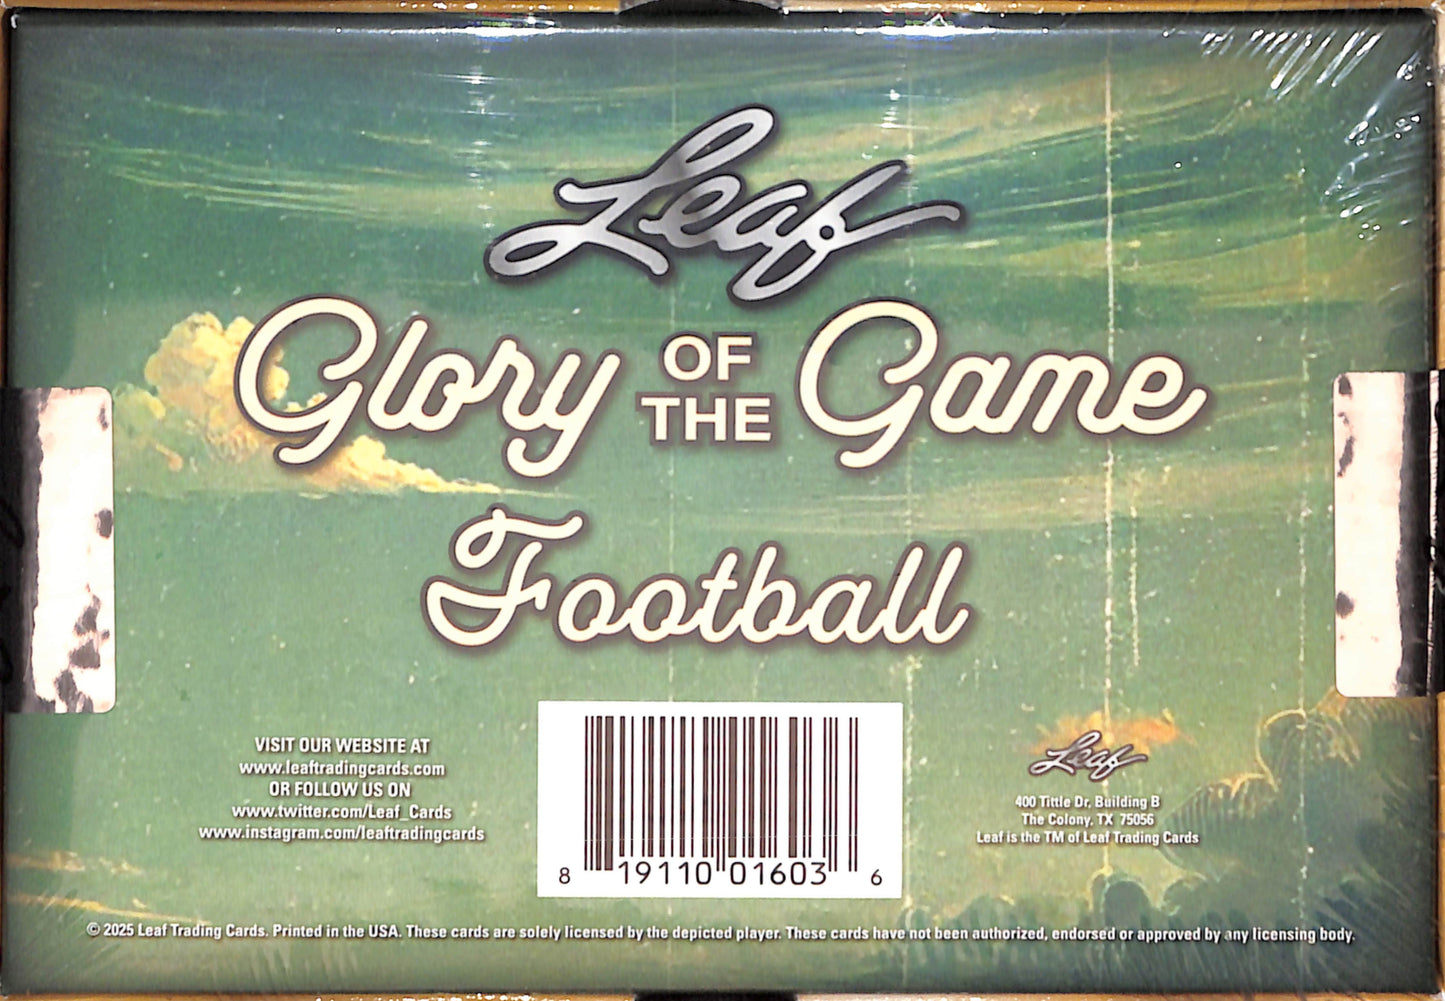 Leaf
Glory OF THE Game
Football
VISIT OUR WEBSITE AT
www.leaftradingcards.com
OR FOLLOW US ON
www.twitter.com/Leaf_Cards
www.instagram.com/leaftradingcards
8 19110 01603 6
Leaf
400 Tittle Dr, Building B
The Colony, TX 75056
Leaf is the TM of Leaf Trading Cards
© 2025 Leaf Trading Cards. Printed in the USA. These cards are solely licensed by the depicted player. These cards have not been authorized, endorsed or approved by any licensing body.